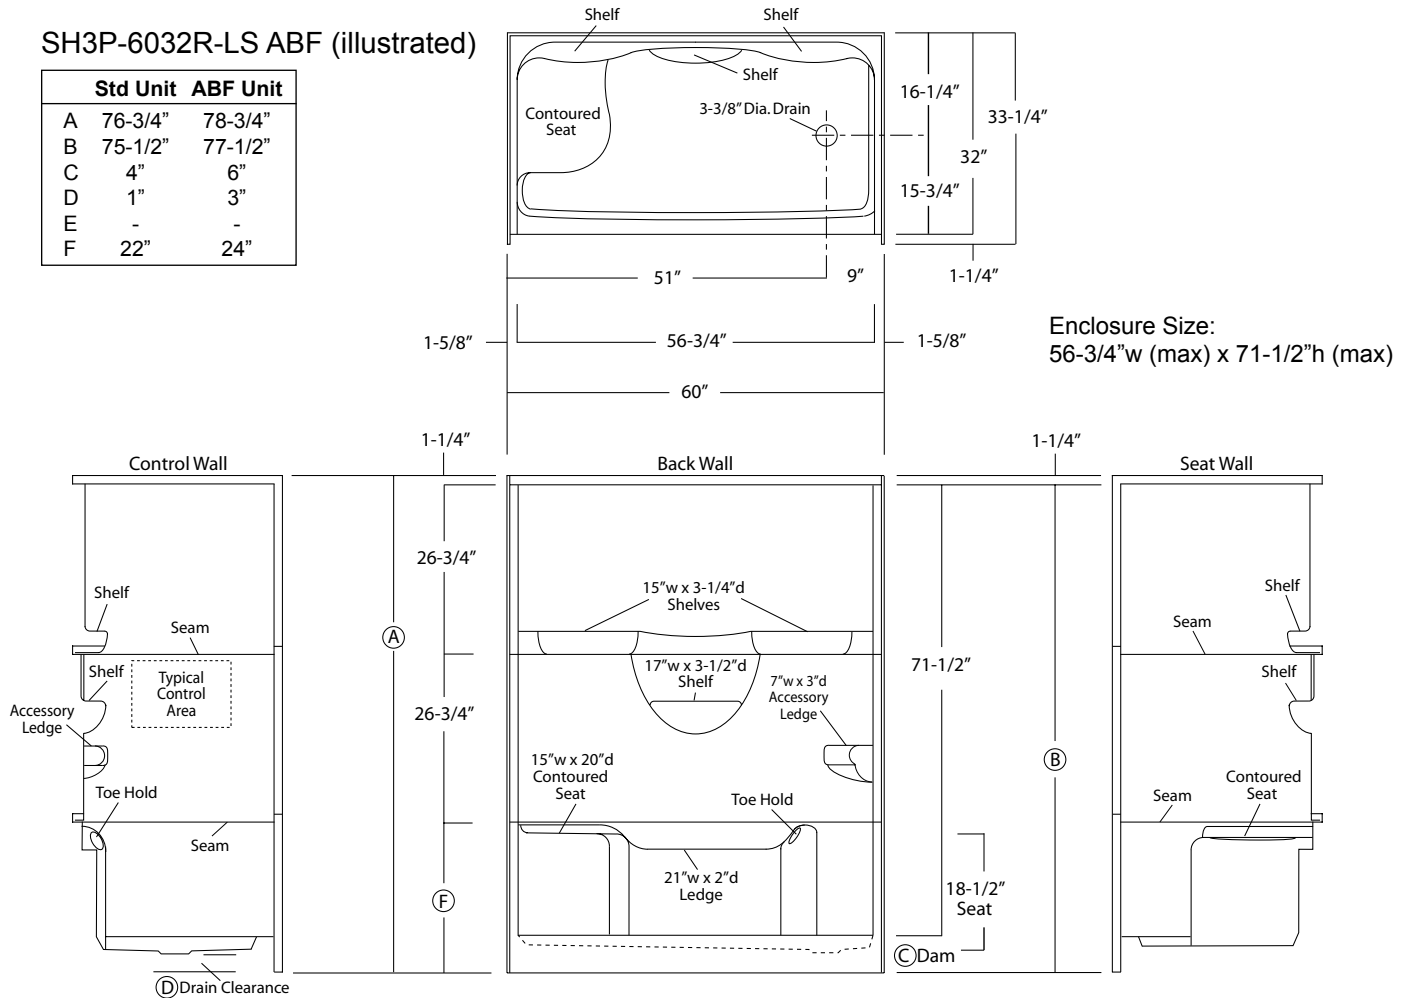 SH3P-6032R-LS ABF (illustrated)
Std Unit ABF Unit
A 76-3/4” 78-3/4”
B 75-1/2” 77-1/2”
C 4” 6”
D 1” 3”
E - -
F 22” 24”
Shelf
Shelf
Shelf
Contoured
Seat
3-3/8” Dia. Drain
16-1/4”
33-1/4”
32”
15-3/4”
51”
9”
1-1/4”
1-5/8”
56-3/4”
1-5/8”
60”
Enclosure Size:
56-3/4”w (max) x 71-1/2”h (max)
1-1/4”
1-1/4”
Control Wall
Back Wall
Seat Wall
Shelf
Seam
Shelf
Typical
Control
Area
Accessory
Ledge
Toe Hold
Seam
D Drain Clearance
A
26-3/4”
26-3/4”
F
15”w x 3-1/4”d
Shelves
17”w x 3-1/2”d
Shelf
7”w x 3”d
Accessory
Ledge
15”w x 20”d
Contoured
Seat
Toe Hold
21”w x 2”d
Ledge
71-1/2”
18-1/2”
Seat
C Dam
B
Shelf
Seam
Shelf
Contoured
Seat
Seam